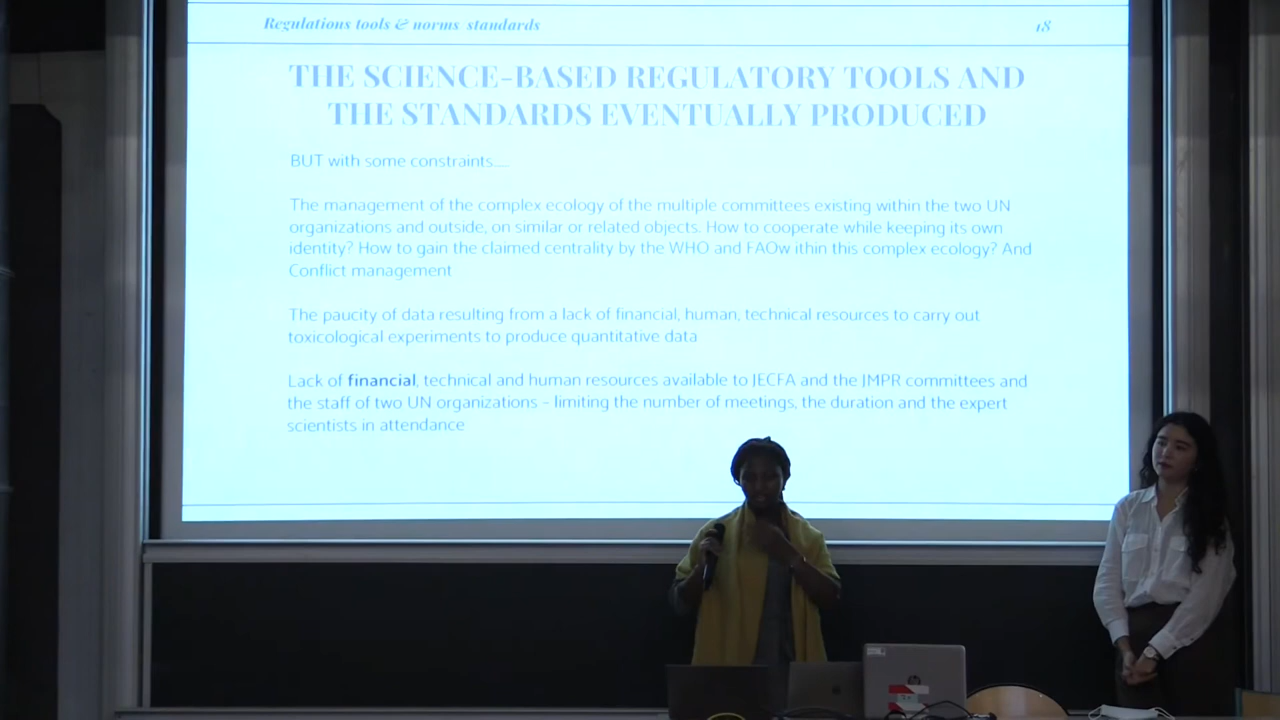 Regulations tools & norms standards
18
THE SCIENCE-BASED REGULATORY TOOLS AND
THE STANDARDS EVENTUALLY PRODUCED
BUT with some constraints.....
The management of the complex ecology of the multiple committees existing within the two UN
organizations and outside, on similar or related objects. How to cooperate while keeping its own
identity? How to gain the claimed centrality by the WHO and FAOw ithin this complex ecology? And
Conflict management
The paucity of data resulting from a lack of financial, human, technical resources to carry out
toxicological experiments to produce quantitative data
Lack of financial, technical and human resources available to JECFA and the JMPR committees and
the staff of two UN organizations – limiting the number of meetings, the duration and the expert
scientists in attendance
hp